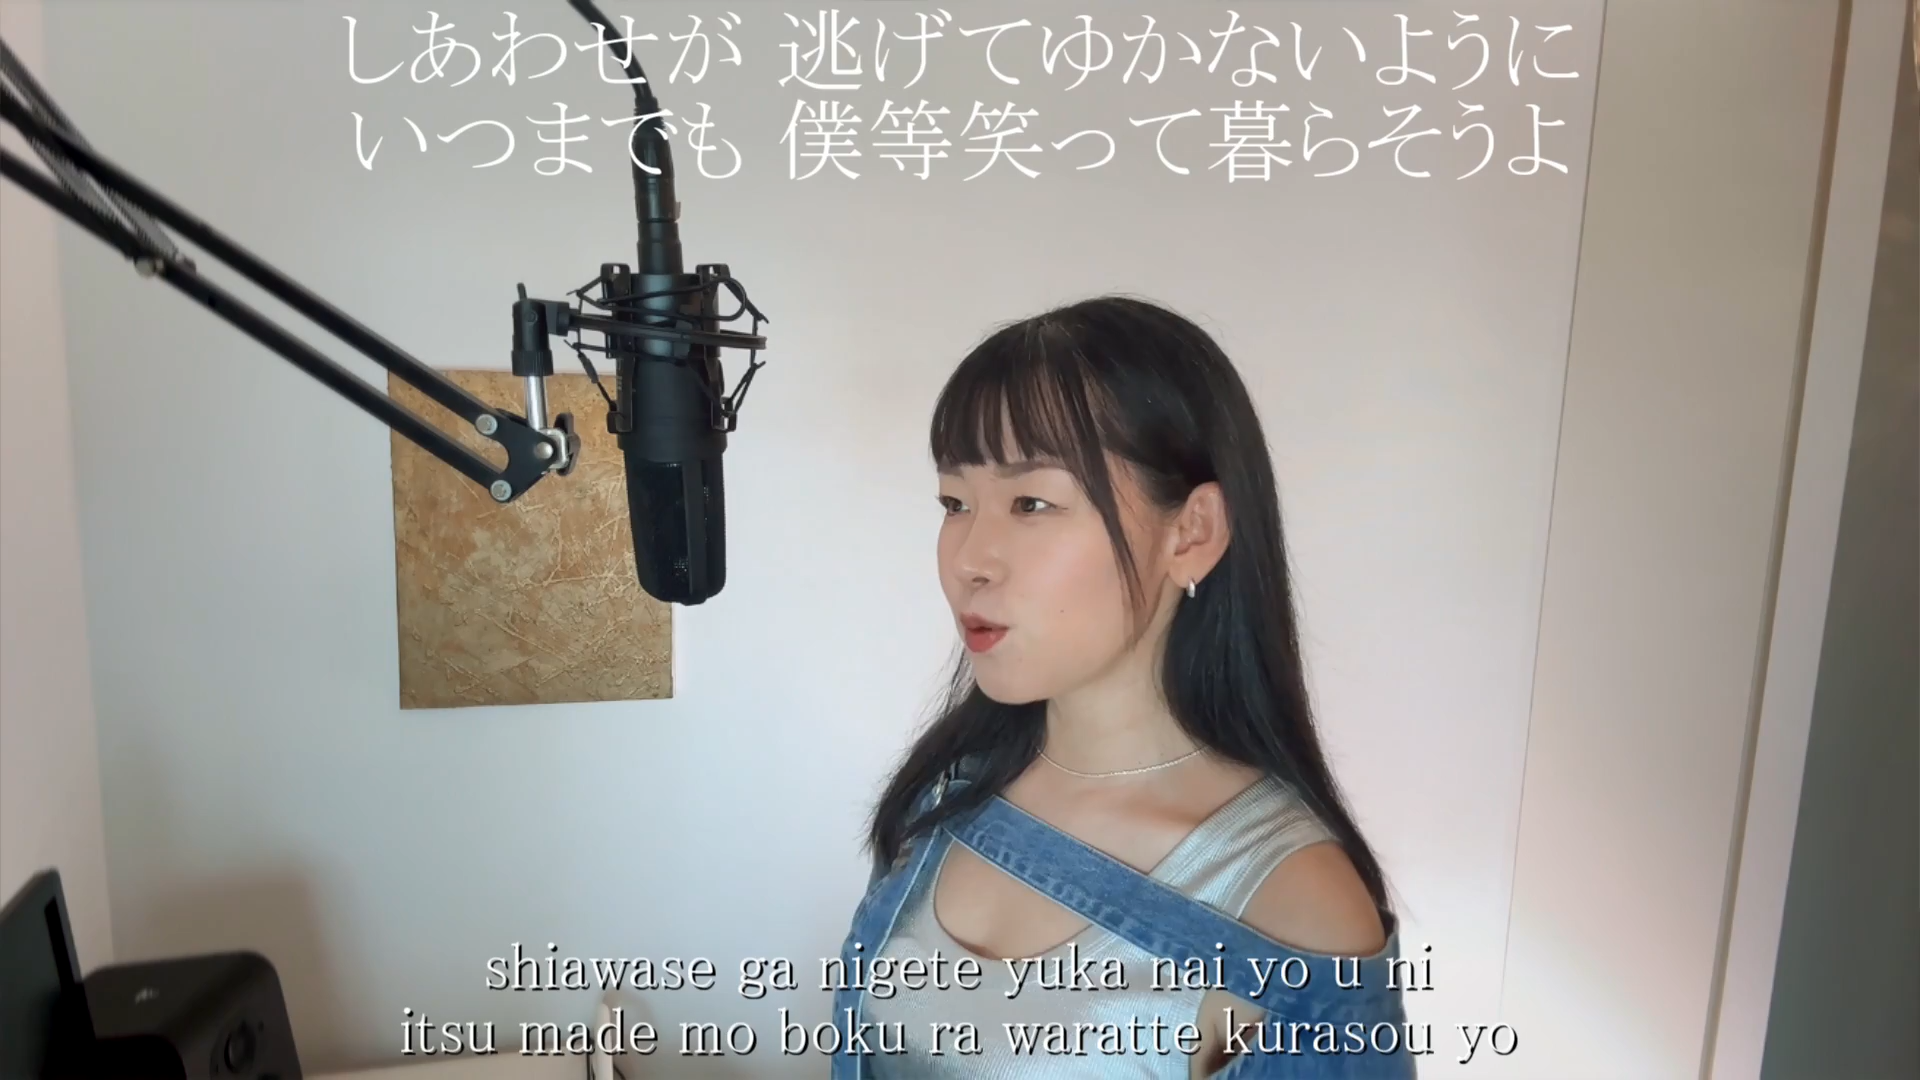 しあわせが 逃げてゆかないように
いつまでも 僕等笑って暮らそうよ
shiawase ga nigete yuka nai yo u ni
itsu made mo boku ra waratte kurasou yo